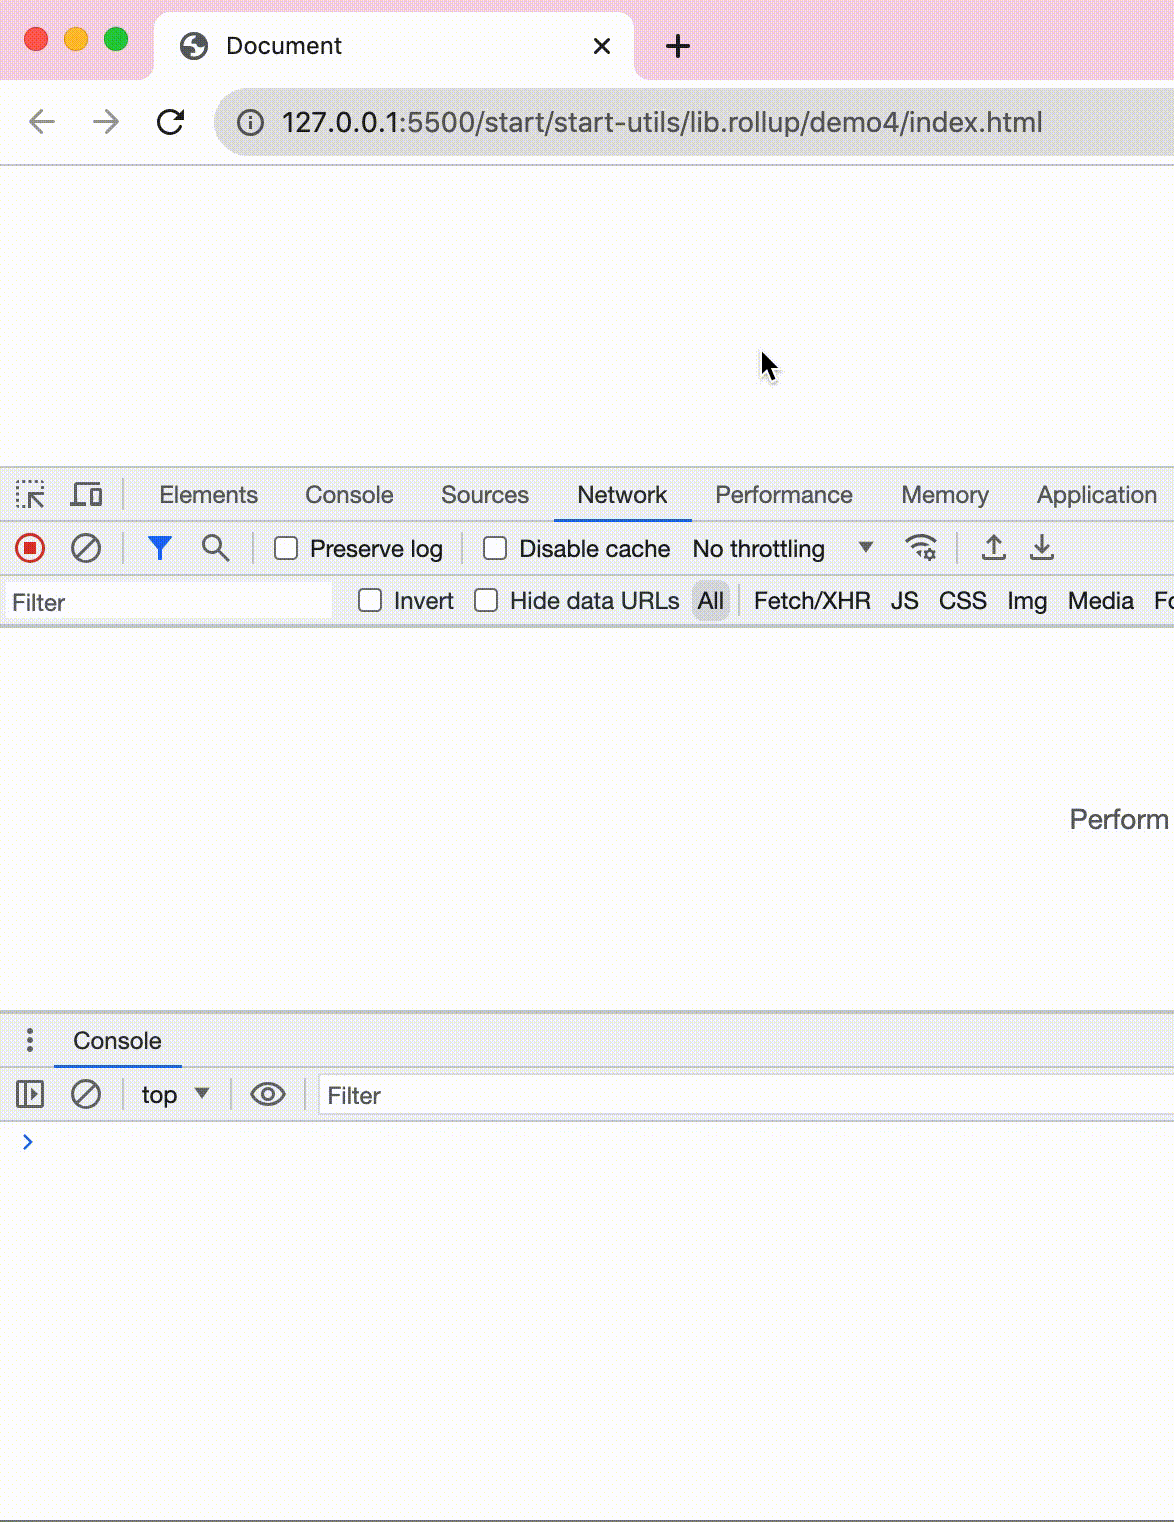 Document
127.0.0.1:5500/start/start-utils/lib.rollup/demo4/index.html
Elements Console Sources Network Performance Memory Application
Preserve log Disable cache No throttling
Filter Invert Hide data URLs All Fetch/XHR JS CSS Img Media Fo
Perform
Console
top Filter